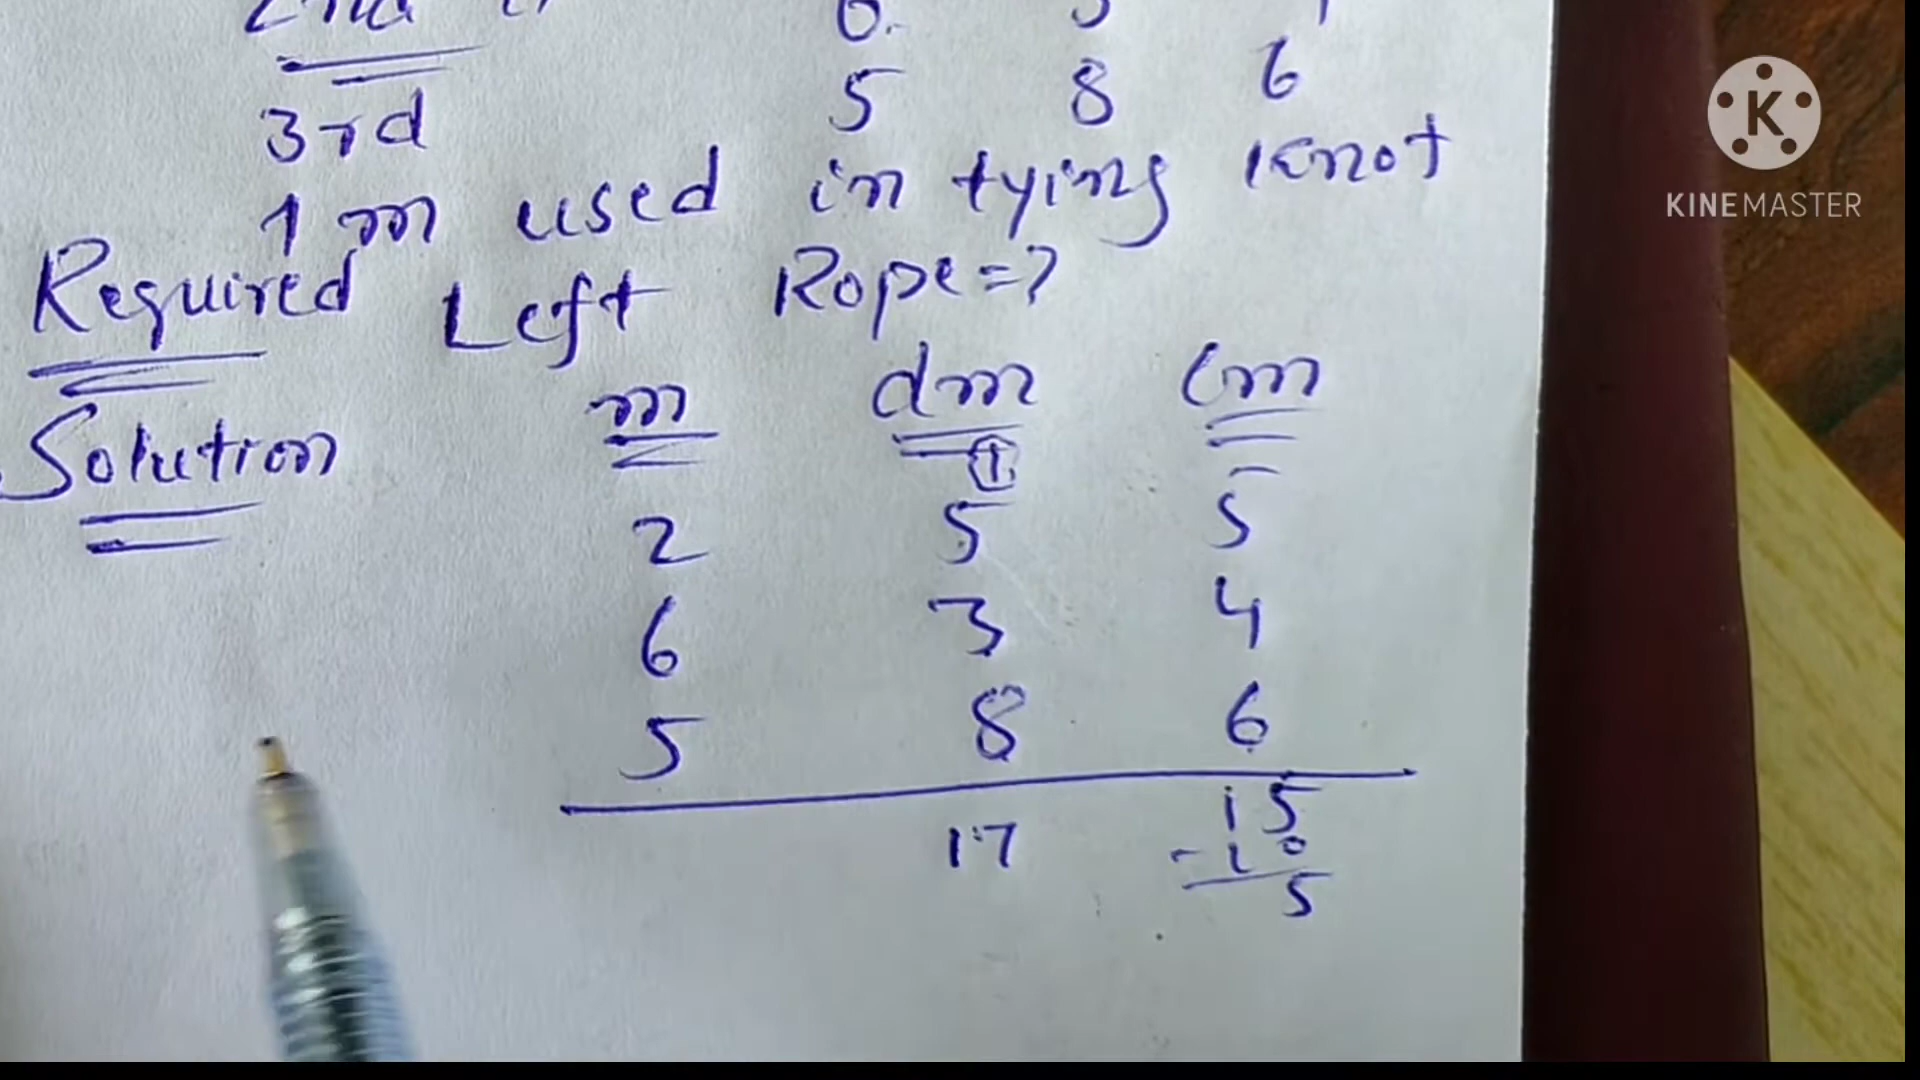 2nd
3rd 5 8 6
1 m used in tying Knot
Required Left Rope=?
Solution m dm cm
1
2 5 5
6 3 4
5 8 6
17 15
- 10
5
K
KINEMASTER